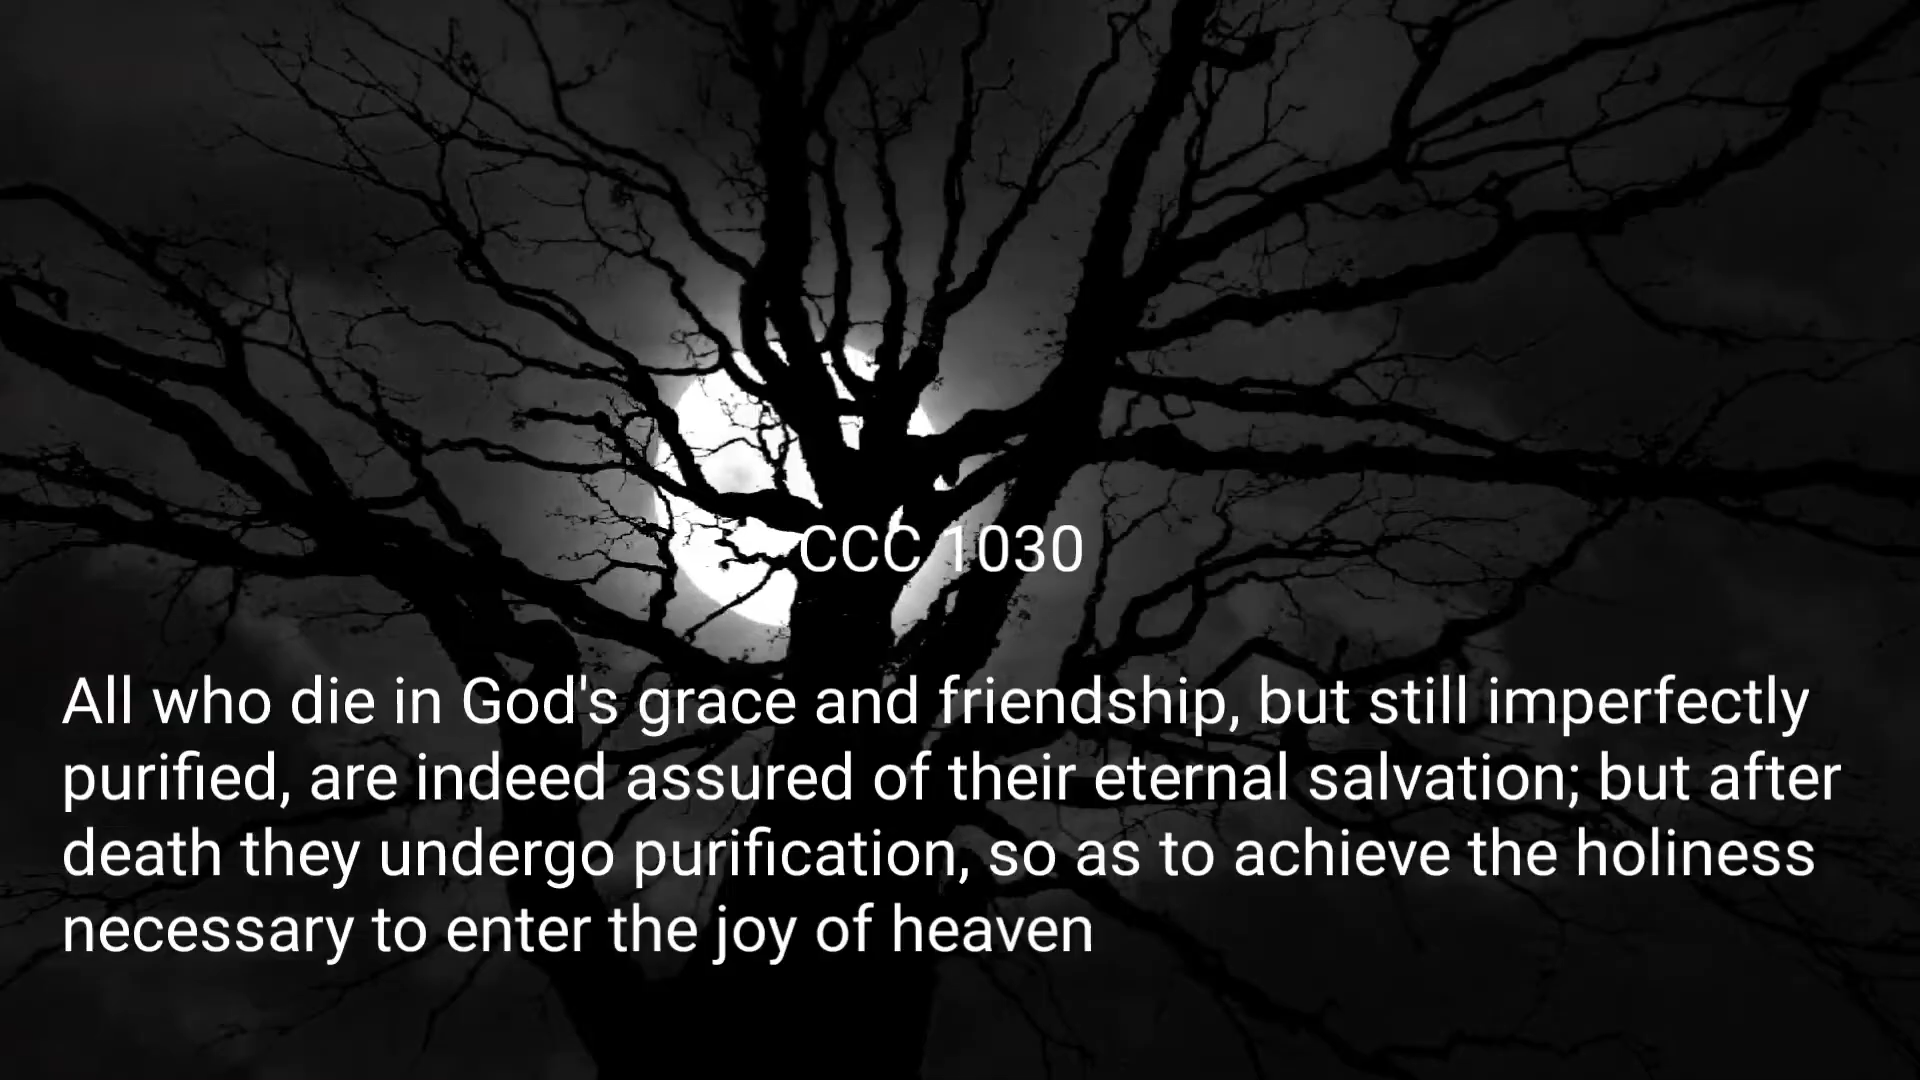 CCC 1030
All who die in God's grace and friendship, but still imperfectly
purified, are indeed assured of their eternal salvation; but after
death they undergo purification, so as to achieve the holiness
necessary to enter the joy of heaven